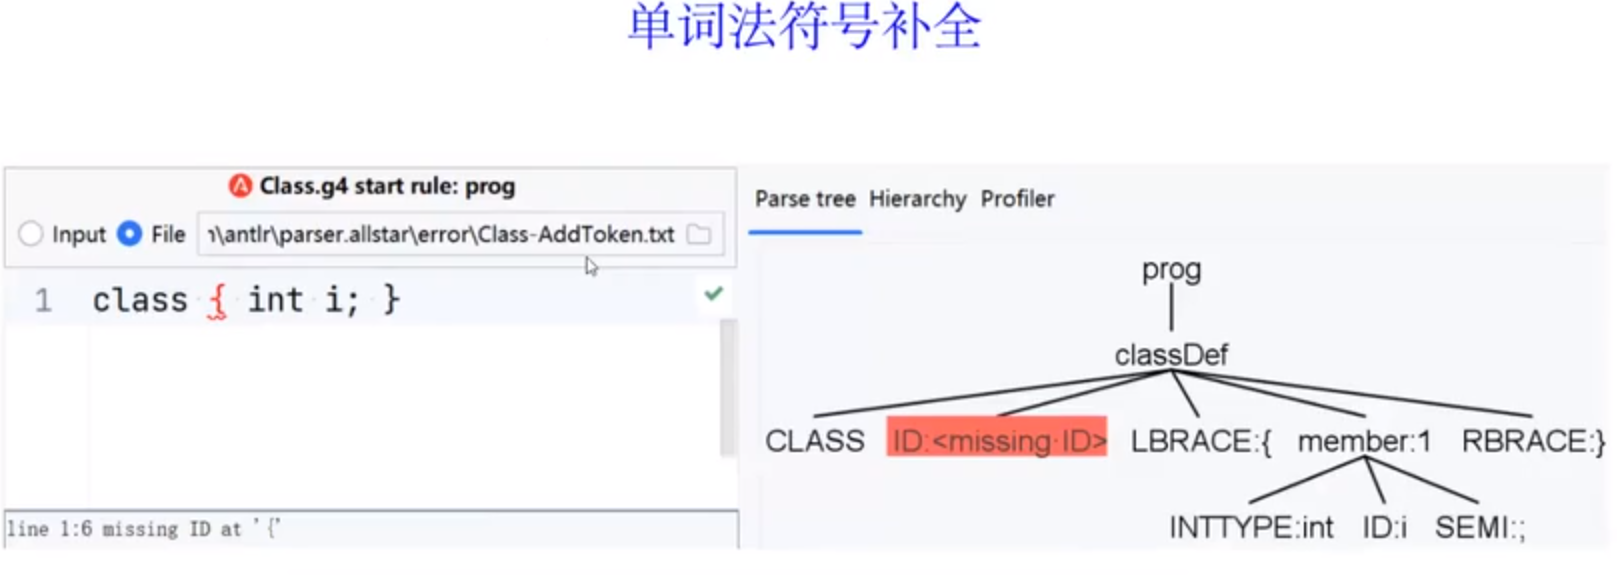 单词法符号补全
Class.g4 start rule: prog
Input File ı\antlr\parser.allstar\error\Class-AddToken.txt
1 class { int i; }
line 1:6 missing ID at '{'
Parse tree Hierarchy Profiler
prog
classDef
CLASS ID:<missing·ID> LBRACE:{ member:1 RBRACE:}
INTTYPE:int ID:i SEMI:;